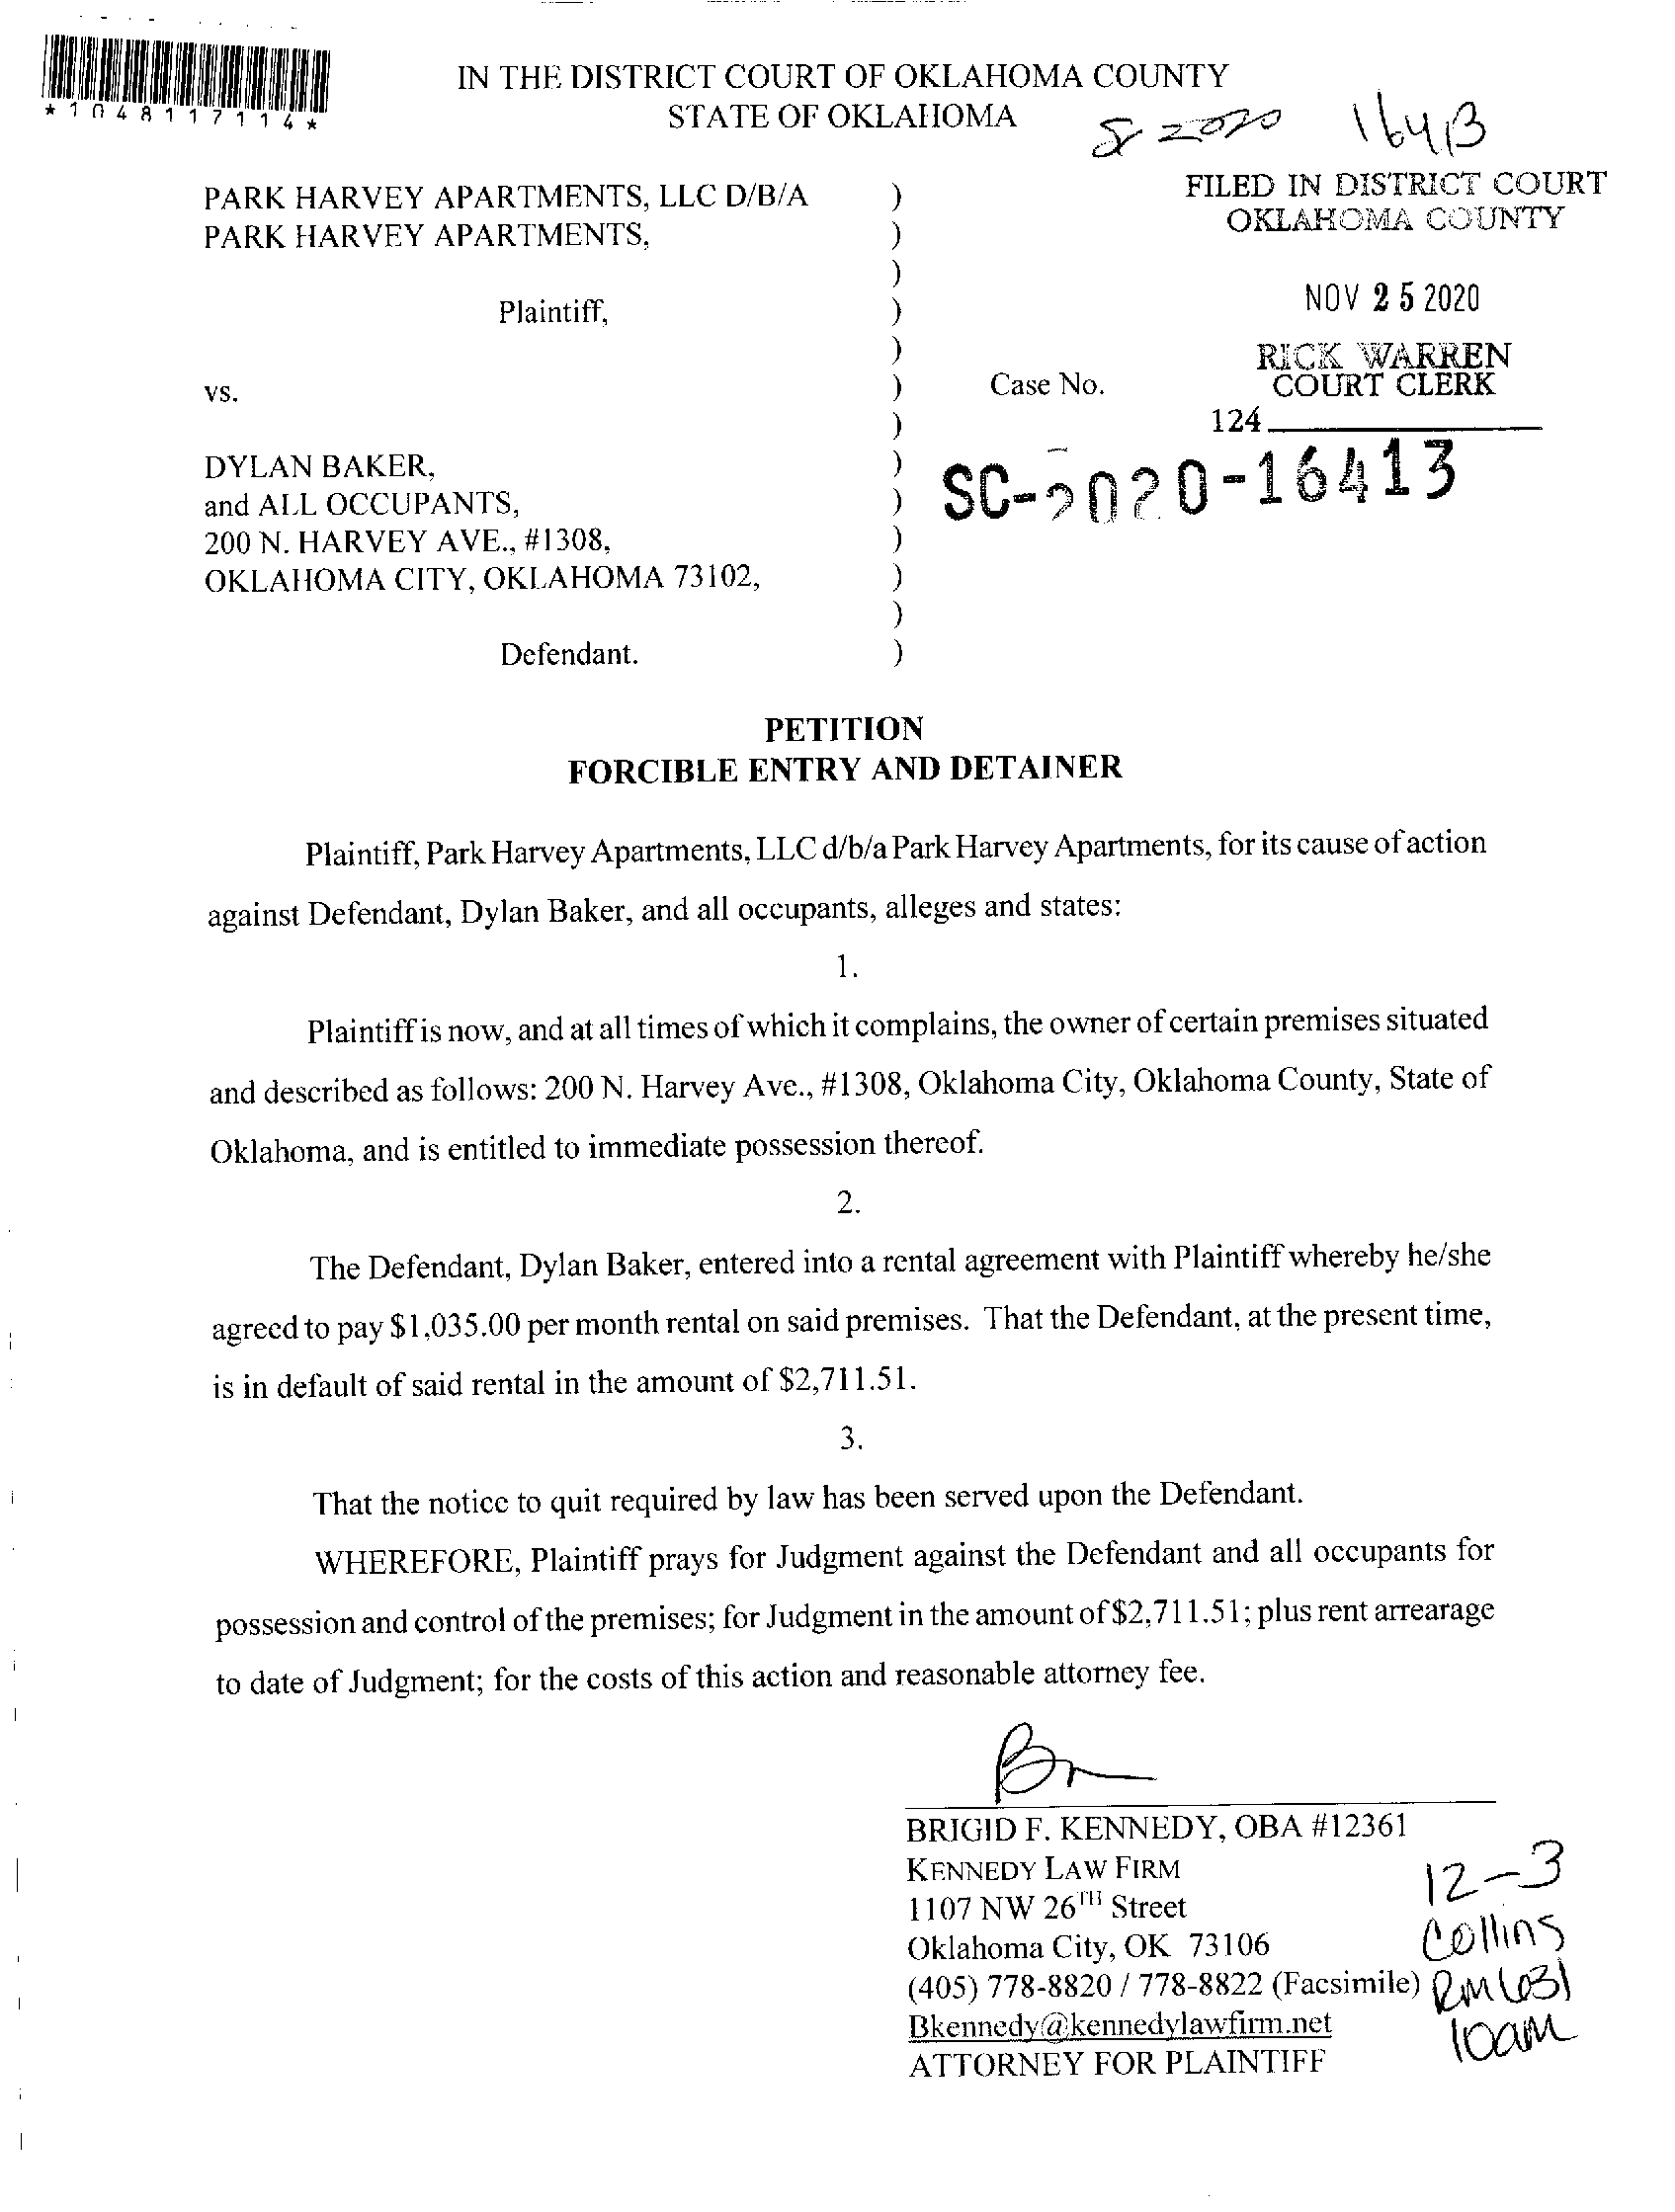 *1048117114*
IN THE DISTRICT COURT OF OKLAHOMA COUNTY
STATE OF OKLAHOMA
SC 2020 16413
PARK HARVEY APARTMENTS, LLC D/B/A )
PARK HARVEY APARTMENTS, )
)
Plaintiff, )
)
vs. )
)
DYLAN BAKER, )
and ALL OCCUPANTS, )
200 N. HARVEY AVE., #1308, )
OKLAHOMA CITY, OKLAHOMA 73102, )
)
Defendant. )
FILED IN DISTRICT COURT
OKLAHOMA COUNTY
NOV 25 2020
RICK WARREN
COURT CLERK
Case No.
124
SC-2020-16413
PETITION
FORCIBLE ENTRY AND DETAINER
Plaintiff, Park Harvey Apartments, LLC d/b/a Park Harvey Apartments, for its cause of action
against Defendant, Dylan Baker, and all occupants, alleges and states:
1.
Plaintiff is now, and at all times of which it complains, the owner of certain premises situated
and described as follows: 200 N. Harvey Ave., #1308, Oklahoma City, Oklahoma County, State of
Oklahoma, and is entitled to immediate possession thereof.
2.
The Defendant, Dylan Baker, entered into a rental agreement with Plaintiff whereby he/she
agreed to pay $1,035.00 per month rental on said premises. That the Defendant, at the present time,
is in default of said rental in the amount of $2,711.51.
3.
That the notice to quit required by law has been served upon the Defendant.
WHEREFORE, Plaintiff prays for Judgment against the Defendant and all occupants for
possession and control of the premises; for Judgment in the amount of $2,711.51; plus rent arrearage
to date of Judgment; for the costs of this action and reasonable attorney fee.
BRIGID F. KENNEDY, OBA #12361
KENNEDY LAW FIRM
1107 NW 26TH Street
Oklahoma City, OK 73106
(405) 778-8820 / 778-8822 (Facsimile)
Bkennedy@kennedylawfirm.net
ATTORNEY FOR PLAINTIFF
12-3
Collins
RM 631
10am